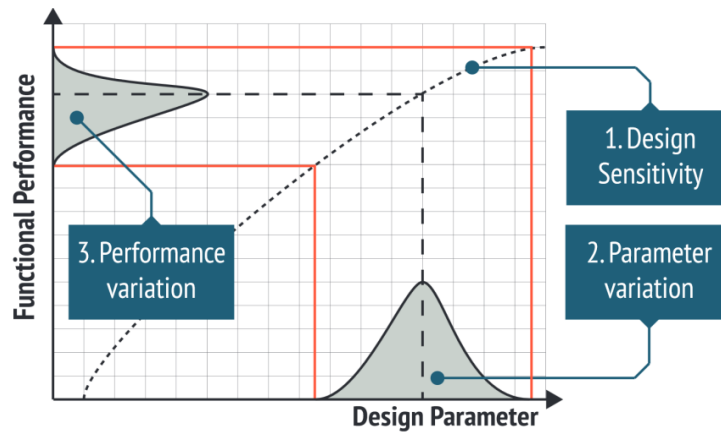 Functional Performance
1. Design
Sensitivity
3. Performance
variation
2. Parameter
variation
Design Parameter